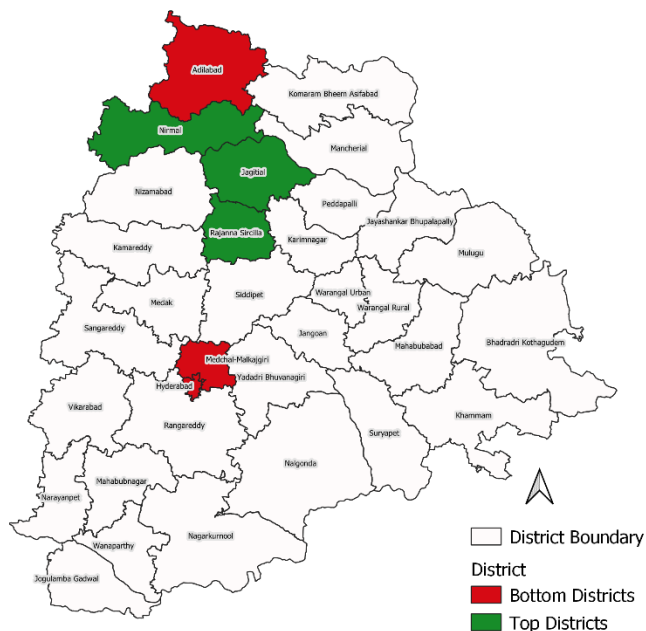 Adilabad
Komaram Bheem Asifabad
Nirmal
Mancherial
Jagitial
Nizamabad
Peddapalli
Jayashankar Bhupalapally
Rajanna Sircilla
Karimnagar
Kamareddy
Mulugu
Siddipet
Warangal Urban
Medak
Warangal Rural
Sangareddy
Jangoan
Bhadradri Kothagudem
Mahabubabad
Medchal-Malkajgiri
Yadadri Bhuvanagiri
Hyderabad
Khammam
Vikarabad
Rangareddy
Suryapet
Nalgonda
Mahabubnagar
Narayanpet
Wanaparthy
Nagarkurnool
Jogulamba Gadwal
District Boundary
District
Bottom Districts
Top Districts